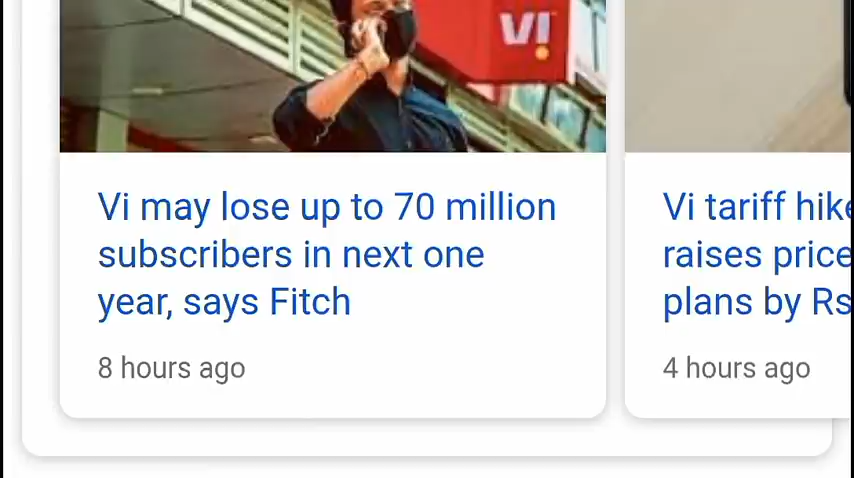 VI
Vi may lose up to 70 million
subscribers in next one
year, says Fitch
8 hours ago
Vi tariff hike
raises price
plans by Rs
4 hours ago